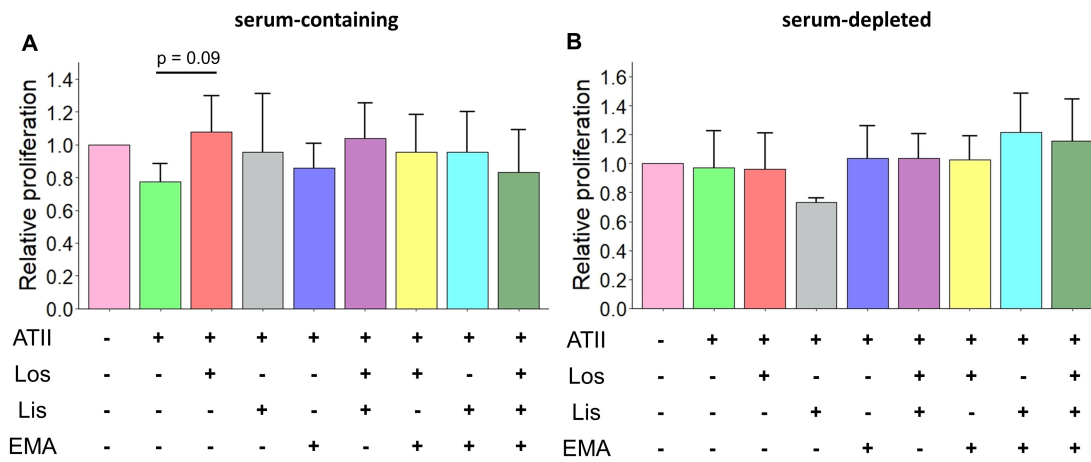 serum-containing
serum-depleted
A
B
p = 0.09
Relative proliferation
1.4
1.2
1.0
0.8
0.6
0.4
0.2
0.0
ATII - + + + + + + + +
Los - - + - - + + - +
Lis - - - + - + - + +
EMA - - - - + - + + +
Relative proliferation
1.6
1.4
1.2
1.0
0.8
0.6
0.4
0.2
0.0
ATII - + + + + + + + +
Los - - + - - + + - +
Lis - - - + - + - + +
EMA - - - - + - + + +